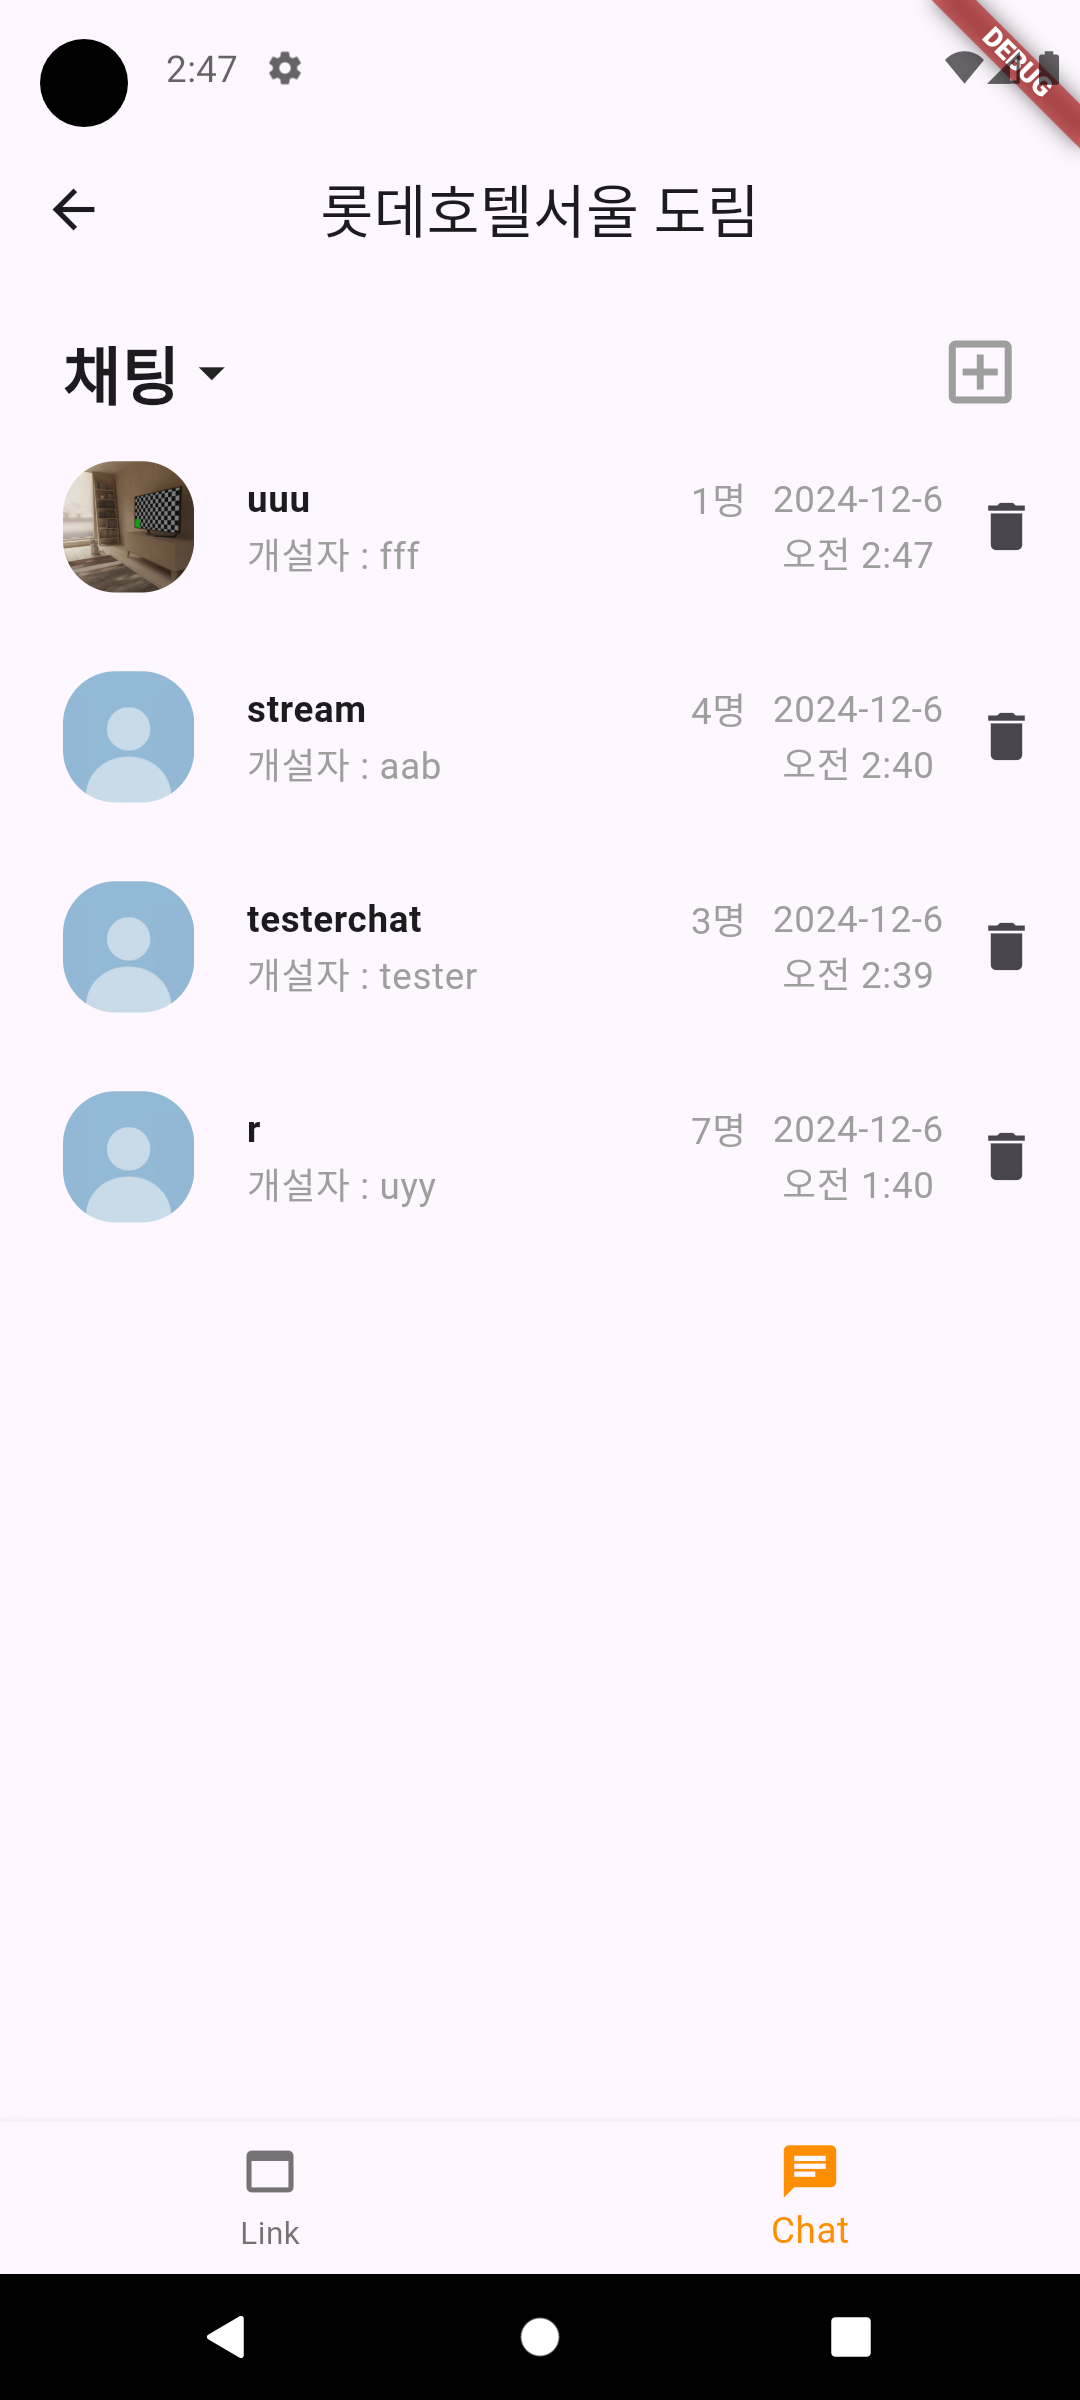 2:47
DEBUG
롯데호텔서울 도림
채팅
uuu 1명 2024-12-6
개설자 : fff 오전 2:47
stream 4명 2024-12-6
개설자 : aab 오전 2:40
testerchat 3명 2024-12-6
개설자 : tester 오전 2:39
r 7명 2024-12-6
개설자 : uyy 오전 1:40
Link Chat